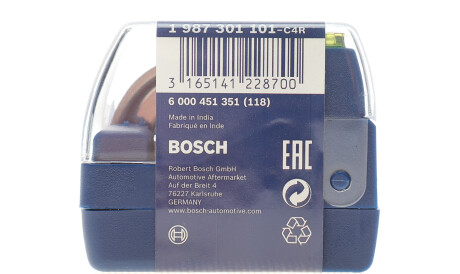 1 987 301 101-C4R
3 165141 228700
6 000 451 351 (118)
Made in India
Fabriqué en Inde
BOSCH
EAC
Robert Bosch GmbH
Automotive Aftermarket
Auf der Breit 4
76227 Karlsruhe
GERMANY
www.bosch-automotive.com